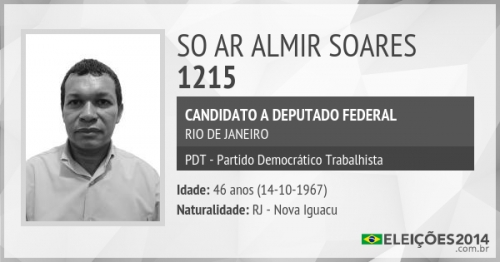 SO AR ALMIR SOARES
1215
CANDIDATO A DEPUTADO FEDERAL
RIO DE JANEIRO
PDT - Partido Democrático Trabalhista
Idade: 46 anos (14-10-1967)
Naturalidade: RJ - Nova Iguacu
ELEIÇÕES2014
.com.br